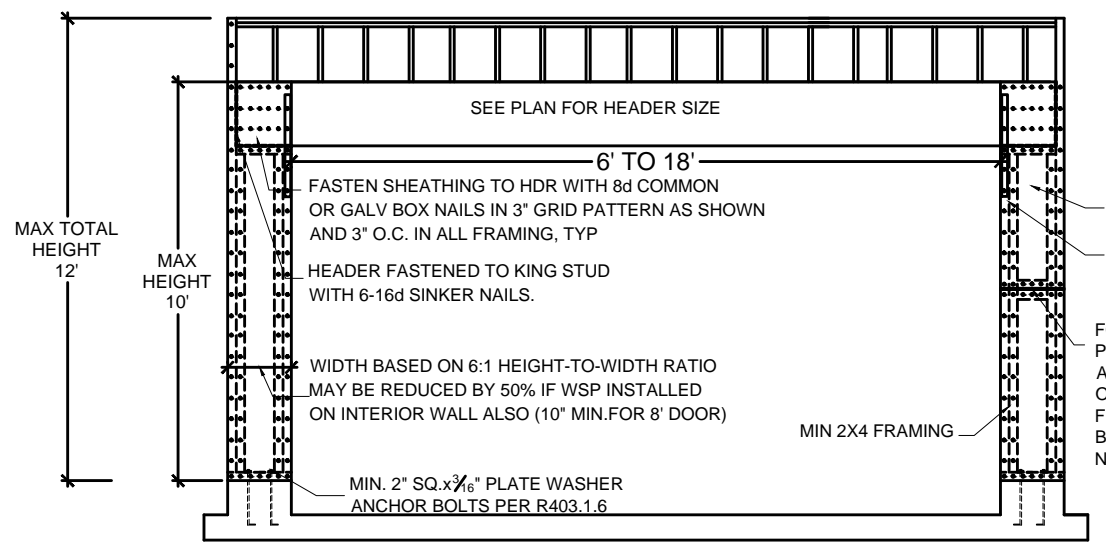 SEE PLAN FOR HEADER SIZE
6' TO 18'
FASTEN SHEATHING TO HDR WITH 8d COMMON
OR GALV BOX NAILS IN 3" GRID PATTERN AS SHOWN
AND 3" O.C. IN ALL FRAMING, TYP
MAX TOTAL
HEIGHT
12'
MAX
HEIGHT
10'
HEADER FASTENED TO KING STUD
WITH 6-16d SINKER NAILS.
WIDTH BASED ON 6:1 HEIGHT-TO-WIDTH RATIO
MAY BE REDUCED BY 50% IF WSP INSTALLED
ON INTERIOR WALL ALSO (10" MIN.FOR 8' DOOR)
MIN 2X4 FRAMING
MIN. 2" SQ.x3/16" PLATE WASHER
ANCHOR BOLTS PER R403.1.6